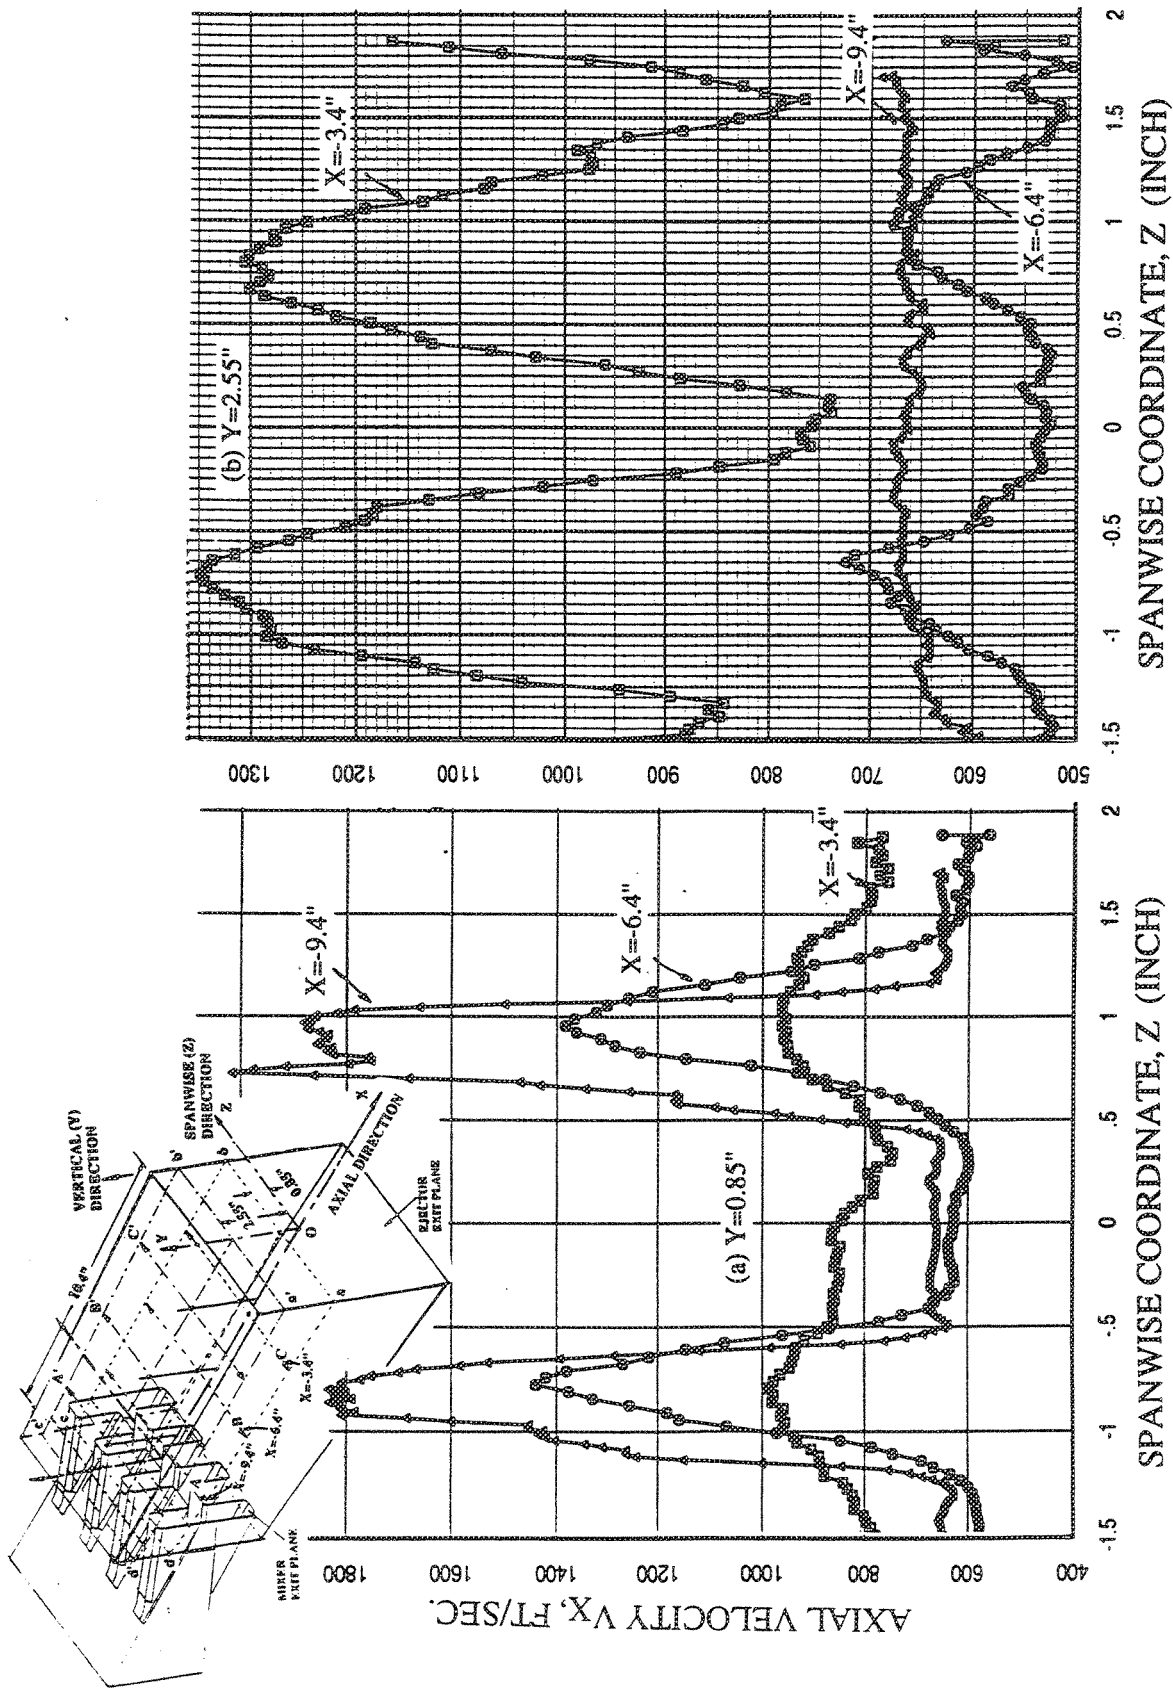 VERTICAL (Y)
DIRECTION
SPANWISE (Z)
DIRECTION
AXIAL DIRECTION
EJECTOR
EXIT PLANE
MIXER
EXIT PLANE
10.4"
2.55"
0.85"
X=-9.4"
X=-6.4"
X=-3.4"
A
B
C
A'
B'
C'
Y
Z
X
O
a
a'
b
b'
c
c'
d
d'
AXIAL VELOCITY VX, FT/SEC.
1800
1600
1400
1200
1000
800
600
400
X=-9.4"
X=-6.4"
X=-3.4"
(a) Y=0.85"
-1.5 -1 -.5 0 .5 1 1.5 2
SPANWISE COORDINATE, Z (INCH)
1300
1200
1100
1000
900
800
700
600
500
(b) Y=2.55"
X=-3.4"
X=-9.4"
X=-6.4"
-1.5 -1 -0.5 0 0.5 1 1.5 2
SPANWISE COORDINATE, Z (INCH)